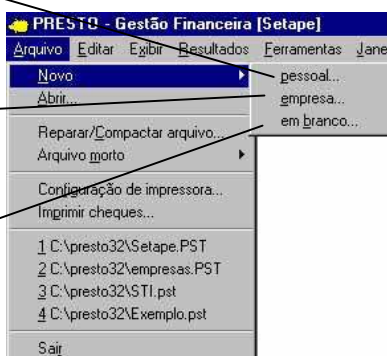 PRESTO - Gestão Financeira [Setape]
Arquivo Editar Exibir Resultados Ferramentas Jane
Novo
pessoal...
Abrir...
empresa...
em branco...
Reparar/Compactar arquivo...
Arquivo morto
Configuração de impressora...
Imprimir cheques...
1 C:\presto32\Setape.PST
2 C:\presto32\empresas.PST
3 C:\presto32\STI.pst
4 C:\presto32\Exemplo.pst
Sair